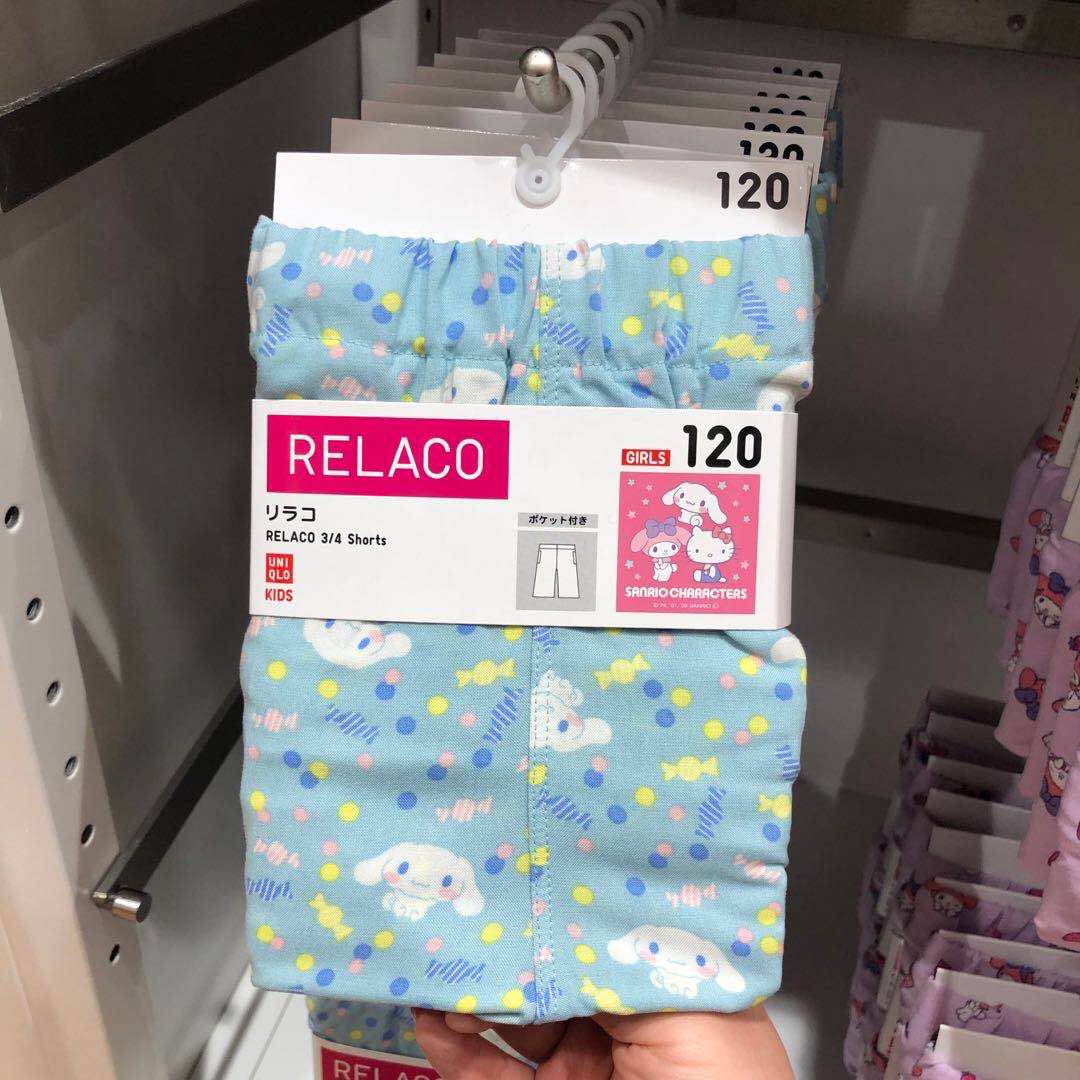 120
120
RELACO
GIRLS 120
リラコ
RELACO 3/4 Shorts
ポケット付き
UNI
QLO
KIDS
SANRIO CHARACTERS
RELACO